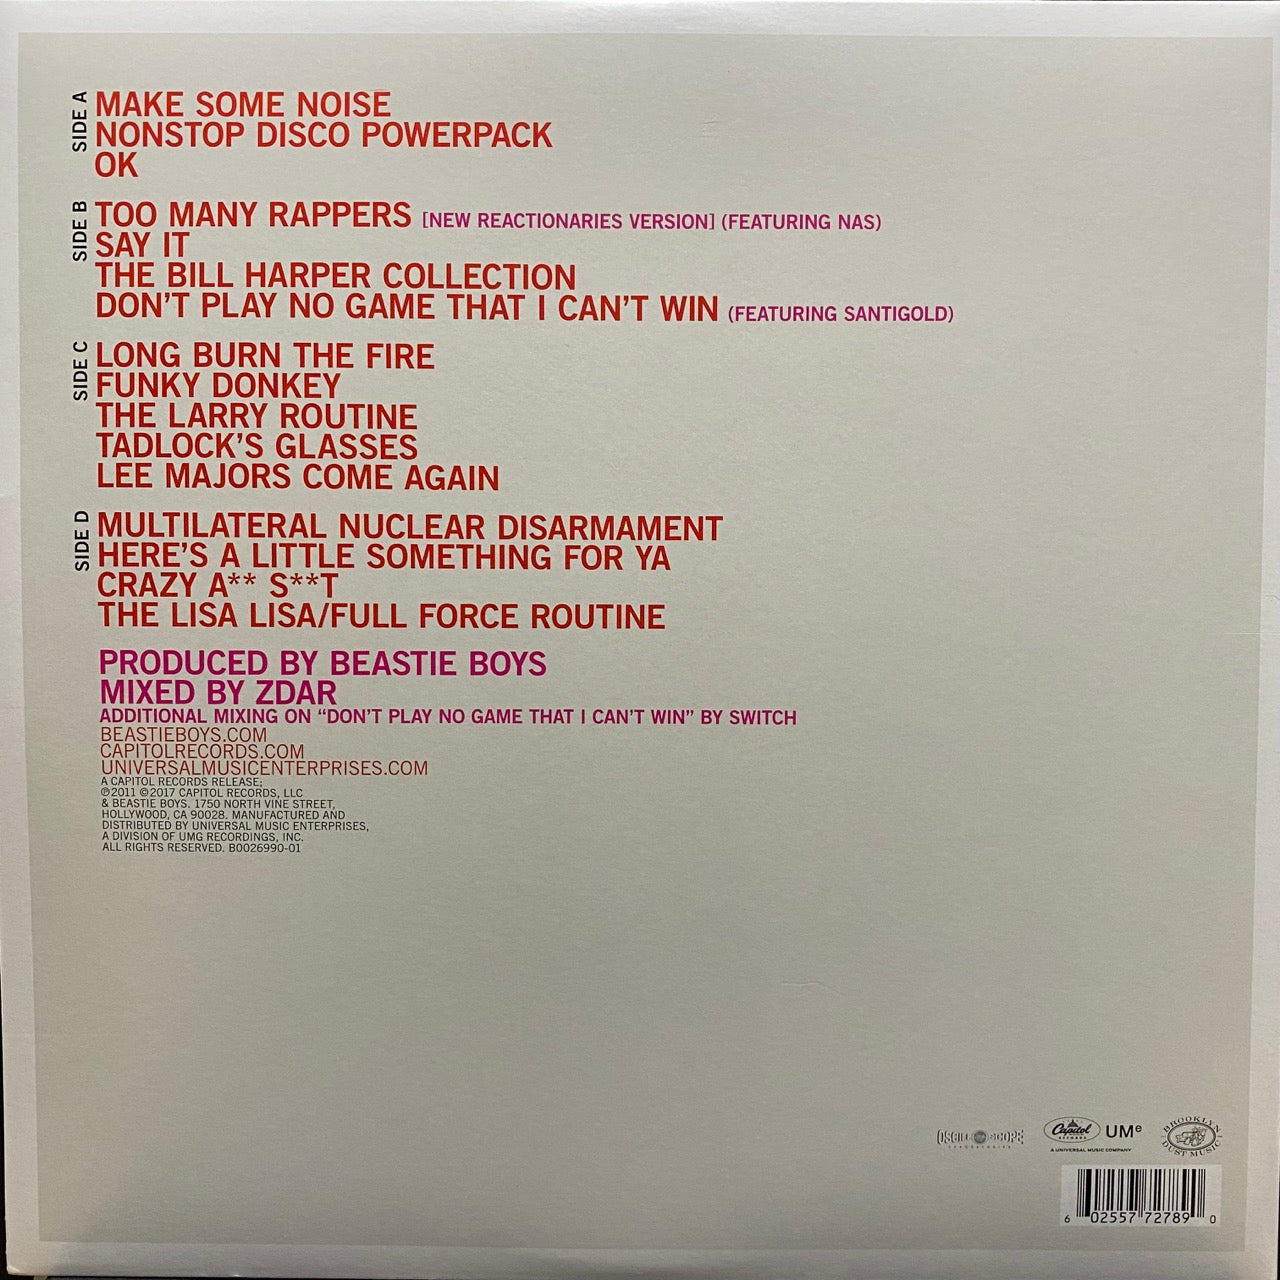 SIDE A
MAKE SOME NOISE
NONSTOP DISCO POWERPACK
OK
SIDE B
TOO MANY RAPPERS [NEW REACTIONARIES VERSION] (FEATURING NAS)
SAY IT
THE BILL HARPER COLLECTION
DON'T PLAY NO GAME THAT I CAN'T WIN (FEATURING SANTIGOLD)
SIDE C
LONG BURN THE FIRE
FUNKY DONKEY
THE LARRY ROUTINE
TADLOCK'S GLASSES
LEE MAJORS COME AGAIN
SIDE D
MULTILATERAL NUCLEAR DISARMAMENT
HERE'S A LITTLE SOMETHING FOR YA
CRAZY A** S**T
THE LISA LISA/FULL FORCE ROUTINE
PRODUCED BY BEASTIE BOYS
MIXED BY ZDAR
ADDITIONAL MIXING ON "DON'T PLAY NO GAME THAT I CAN'T WIN" BY SWITCH
BEASTIEBOYS.COM
CAPITOLRECORDS.COM
UNIVERSALMUSICENTERPRISES.COM
A CAPITOL RECORDS RELEASE;
℗2011 ©2017 CAPITOL RECORDS, LLC
& BEASTIE BOYS. 1750 NORTH VINE STREET,
HOLLYWOOD, CA 90028. MANUFACTURED AND
DISTRIBUTED BY UNIVERSAL MUSIC ENTERPRISES,
A DIVISION OF UMG RECORDINGS, INC.
ALL RIGHTS RESERVED. B0026990-01
OSCILLOSCOPE
Capitol
RECORDS
A UNIVERSAL MUSIC COMPANY
UMe
BROOKLYN
DUST MUSIC
6 02557 72789 0